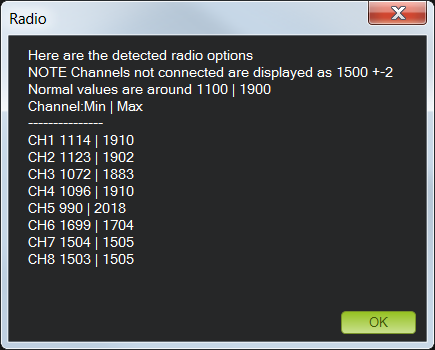 Radio
Here are the detected radio options
NOTE Channels not connected are displayed as 1500 +-2
Normal values are around 1100 | 1900
Channel:Min | Max
---------------
CH1 1114 | 1910
CH2 1123 | 1902
CH3 1072 | 1883
CH4 1096 | 1910
CH5 990 | 2018
CH6 1699 | 1704
CH7 1504 | 1505
CH8 1503 | 1505
OK